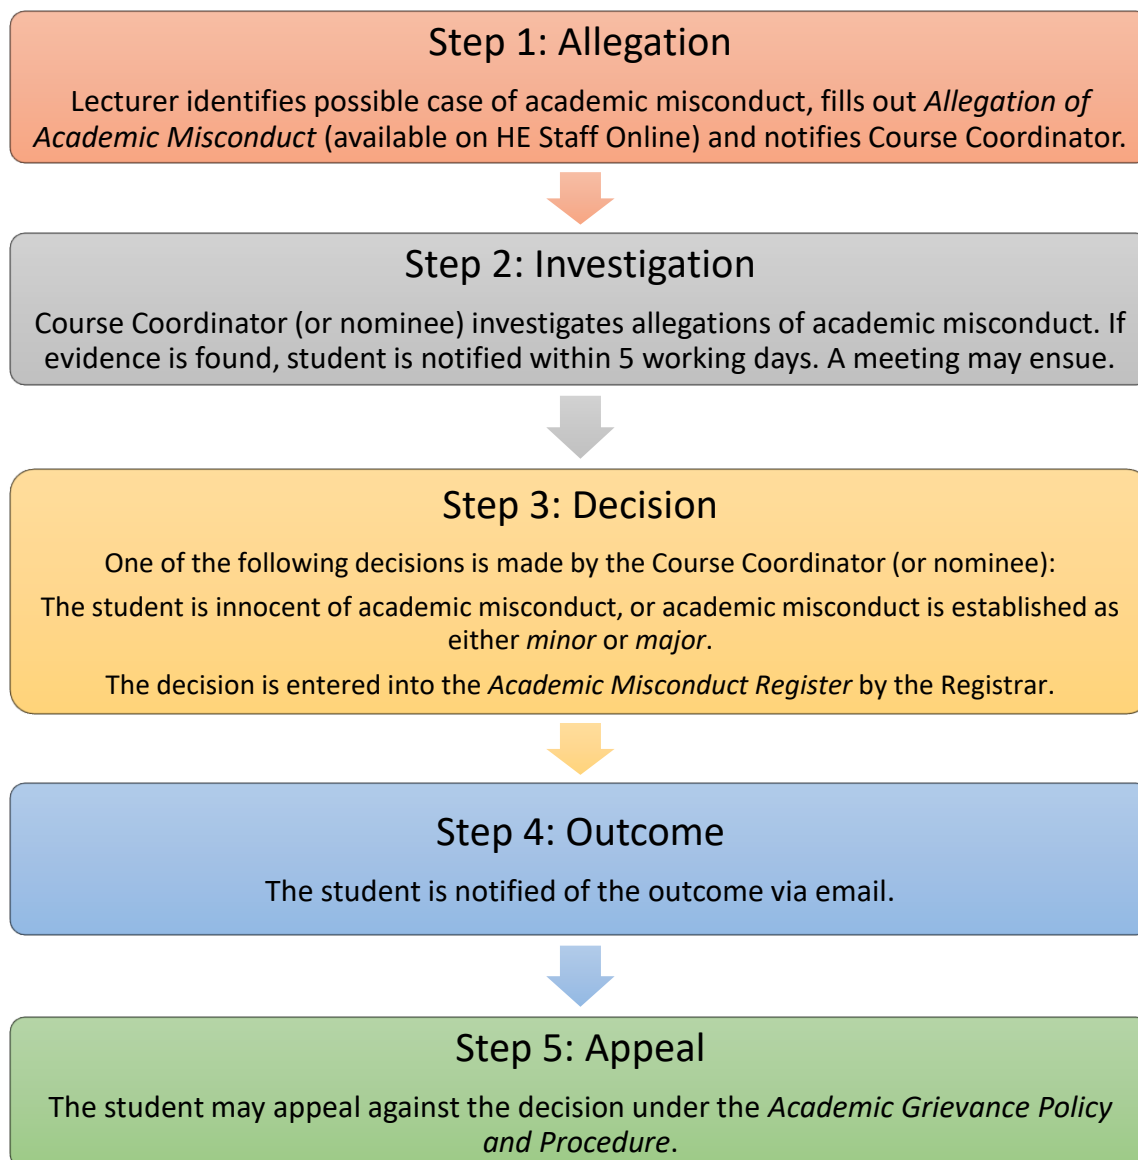 Step 1: Allegation
Lecturer identifies possible case of academic misconduct, fills out Allegation of
Academic Misconduct (available on HE Staff Online) and notifies Course Coordinator.
Step 2: Investigation
Course Coordinator (or nominee) investigates allegations of academic misconduct. If
evidence is found, student is notified within 5 working days. A meeting may ensue.
Step 3: Decision
One of the following decisions is made by the Course Coordinator (or nominee):
The student is innocent of academic misconduct, or academic misconduct is established as
either minor or major.
The decision is entered into the Academic Misconduct Register by the Registrar.
Step 4: Outcome
The student is notified of the outcome via email.
Step 5: Appeal
The student may appeal against the decision under the Academic Grievance Policy
and Procedure.